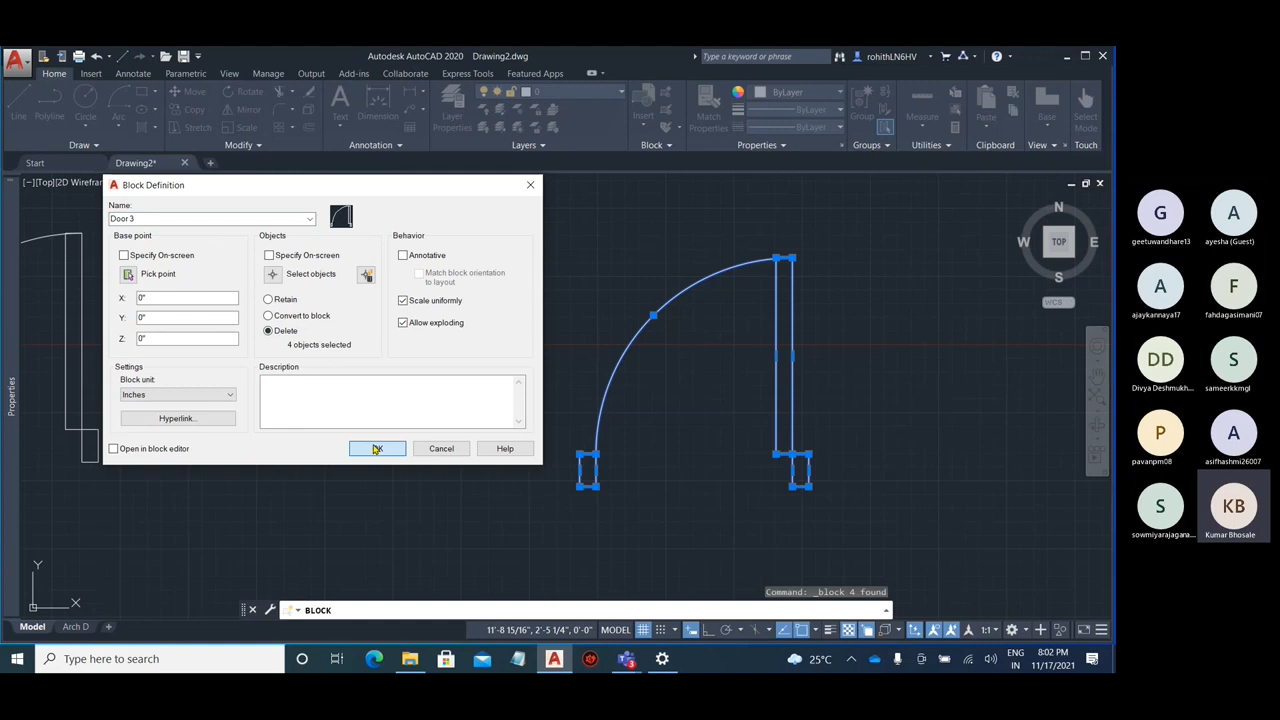 Autodesk AutoCAD 2020 Drawing2.dwg
Type a keyword or phrase
rohithLN6HV
Home Insert Annotate Parametric View Manage Output Add-ins Collaborate Express Tools Featured Apps
Line Polyline Circle Arc
Move Rotate
Copy Mirror
Stretch Scale
Text Dimension
Layer Properties
0
Insert
Match Properties
ByLayer
ByLayer
ByLayer
Group
Measure
Paste
Base
Select Mode
Draw Modify Annotation Layers Block Properties Groups Utilities Clipboard View Touch
Start Drawing2*
[−][Top][2D Wirefram
Block Definition
Name:
Door 3
Base point
Specify On-screen
Pick point
X: 0"
Y: 0"
Z: 0"
Objects
Specify On-screen
Select objects
Retain
Convert to block
Delete
4 objects selected
Behavior
Annotative
Match block orientation
to layout
Scale uniformly
Allow exploding
Settings
Block unit:
Inches
Hyperlink...
Description
Open in block editor
OK Cancel Help
Properties
N
W TOP E
S
WCS
Y
X
Command: _block 4 found
BLOCK
Model Arch D
11'-8 15/16", 2'-5 1/4", 0'-0" MODEL
1:1
Type here to search
3
25°C
ENG
IN
8:02 PM
11/17/2021
G
geetuwandhare13
A
ayesha (Guest)
A
ajaykannaya17
F
fahdagasimani07
DD
Divya Deshmukh...
S
sameerkkmgl
P
pavanpm08
A
asifhashmi26007
S
sowmiyarajagana...
KB
Kumar Bhosale